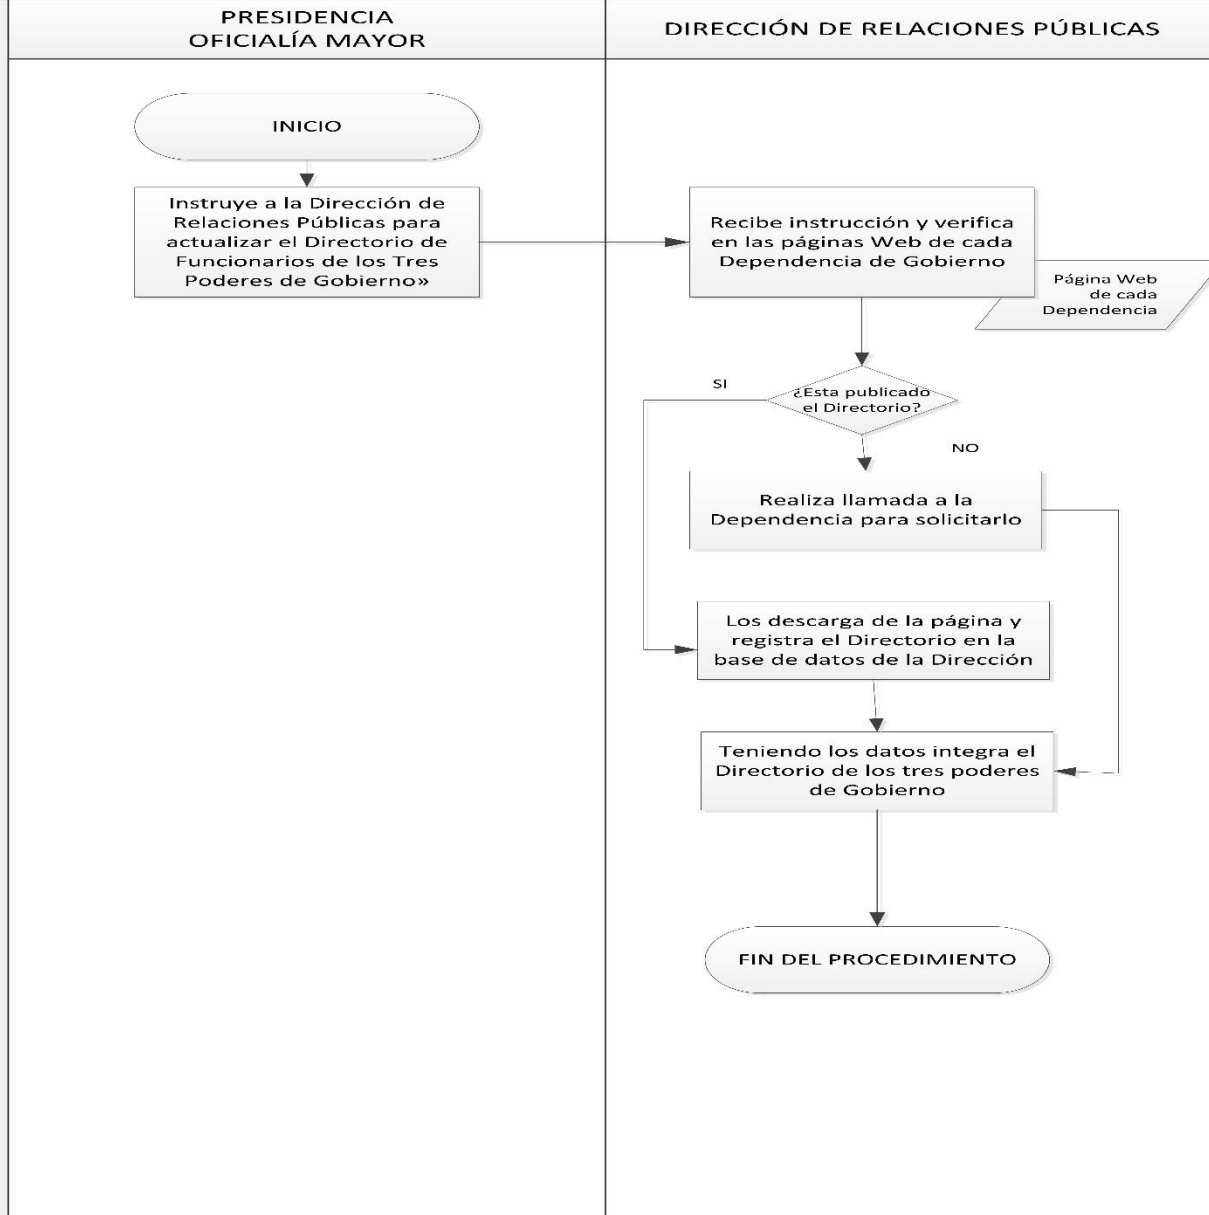 PRESIDENCIA
OFICIALÍA MAYOR
DIRECCIÓN DE RELACIONES PÚBLICAS
INICIO
Instruye a la Dirección de
Relaciones Públicas para
actualizar el Directorio de
Funcionarios de los Tres
Poderes de Gobierno»
Recibe instrucción y verifica
en las páginas Web de cada
Dependencia de Gobierno
Página Web
de cada
Dependencia
¿Esta publicado
el Directorio?
SI
NO
Realiza llamada a la
Dependencia para solicitarlo
Los descarga de la página y
registra el Directorio en la
base de datos de la Dirección
Teniendo los datos integra el
Directorio de los tres poderes
de Gobierno
FIN DEL PROCEDIMIENTO